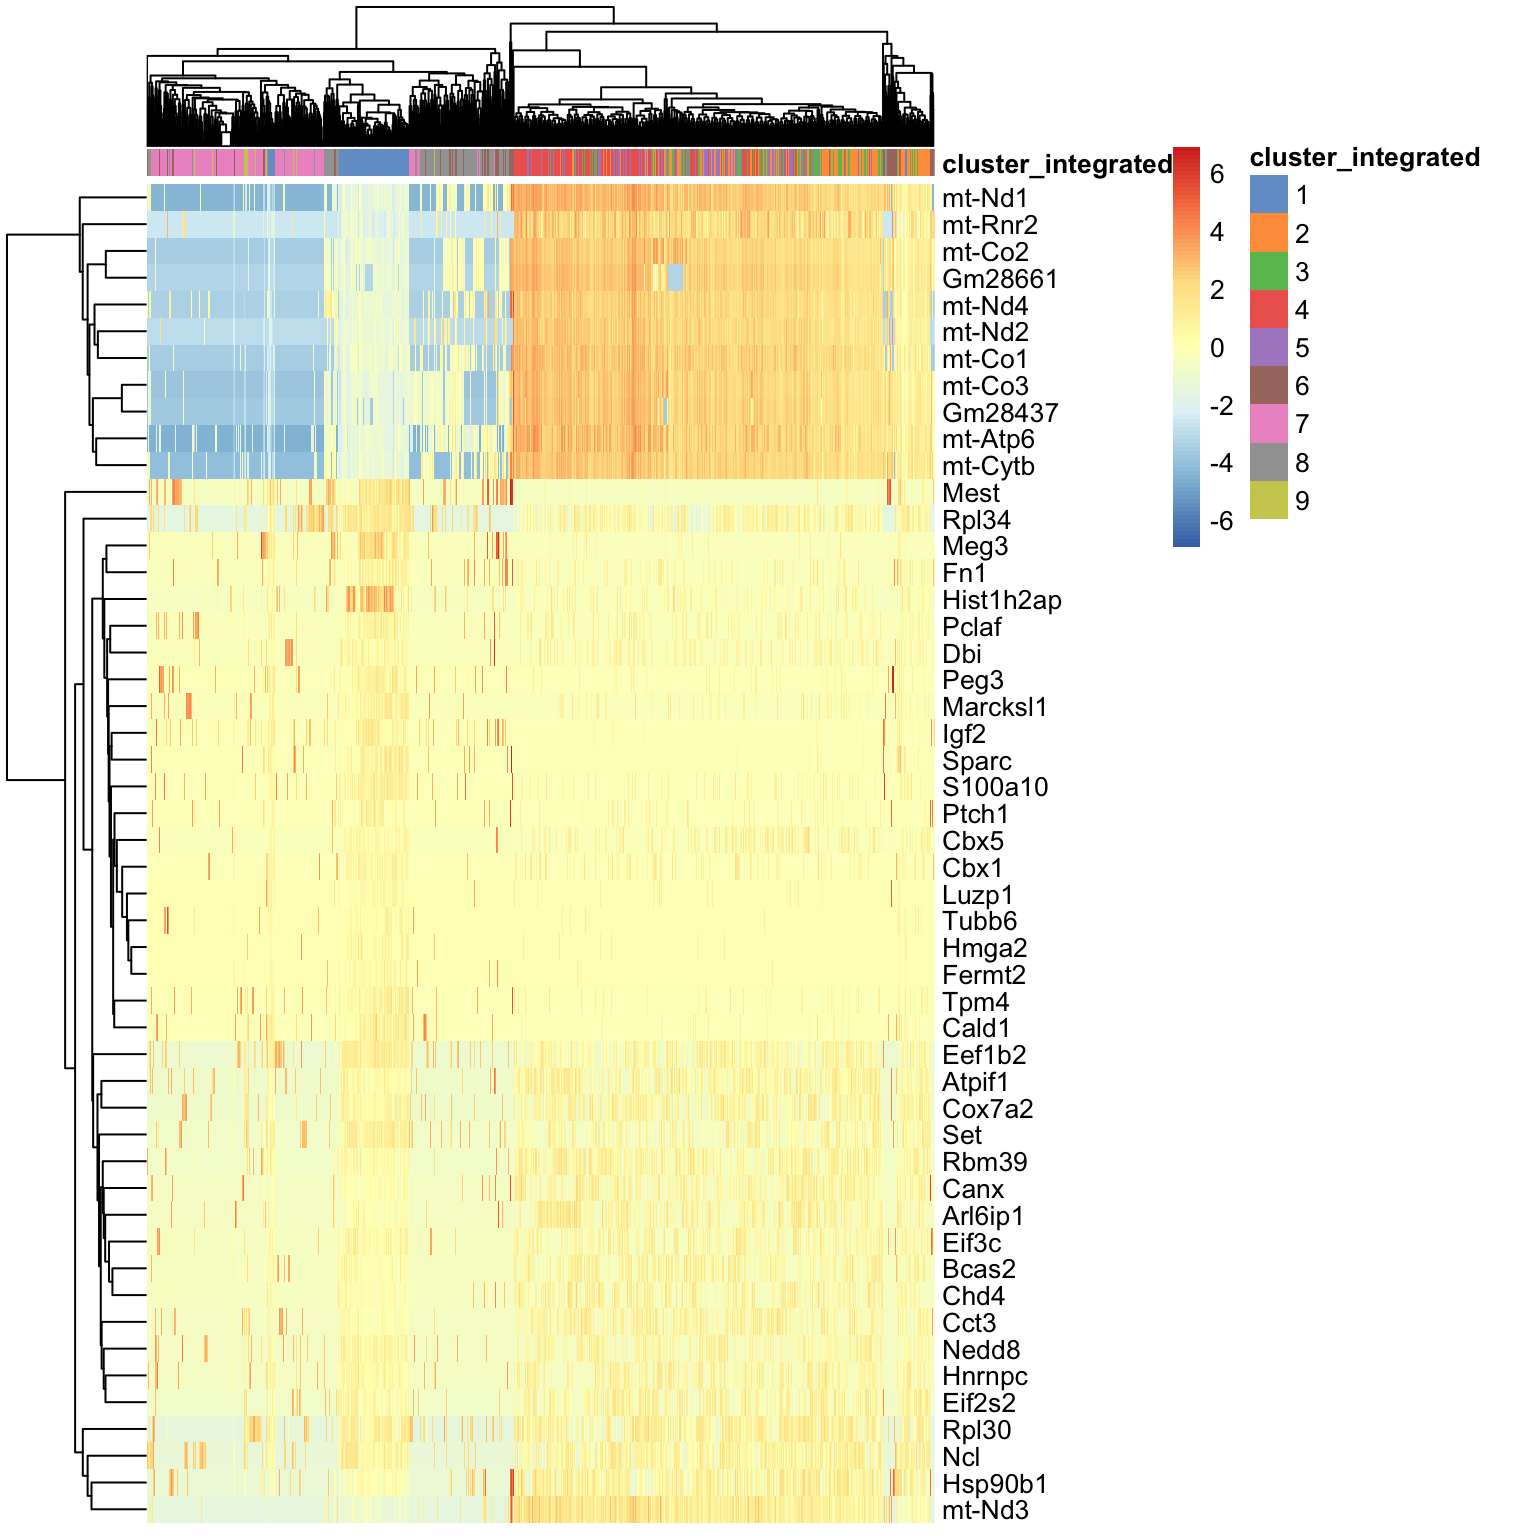 cluster_integrated
mt-Nd1
mt-Rnr2
mt-Co2
Gm28661
mt-Nd4
mt-Nd2
mt-Co1
mt-Co3
Gm28437
mt-Atp6
mt-Cytb
Mest
Rpl34
Meg3
Fn1
Hist1h2ap
Pclaf
Dbi
Peg3
Marcksl1
Igf2
Sparc
S100a10
Ptch1
Cbx5
Cbx1
Luzp1
Tubb6
Hmga2
Fermt2
Tpm4
Cald1
Eef1b2
Atpif1
Cox7a2
Set
Rbm39
Canx
Arl6ip1
Eif3c
Bcas2
Chd4
Cct3
Nedd8
Hnrnpc
Eif2s2
Rpl30
Ncl
Hsp90b1
mt-Nd3
6
4
2
0
-2
-4
-6
cluster_integrated
1
2
3
4
5
6
7
8
9